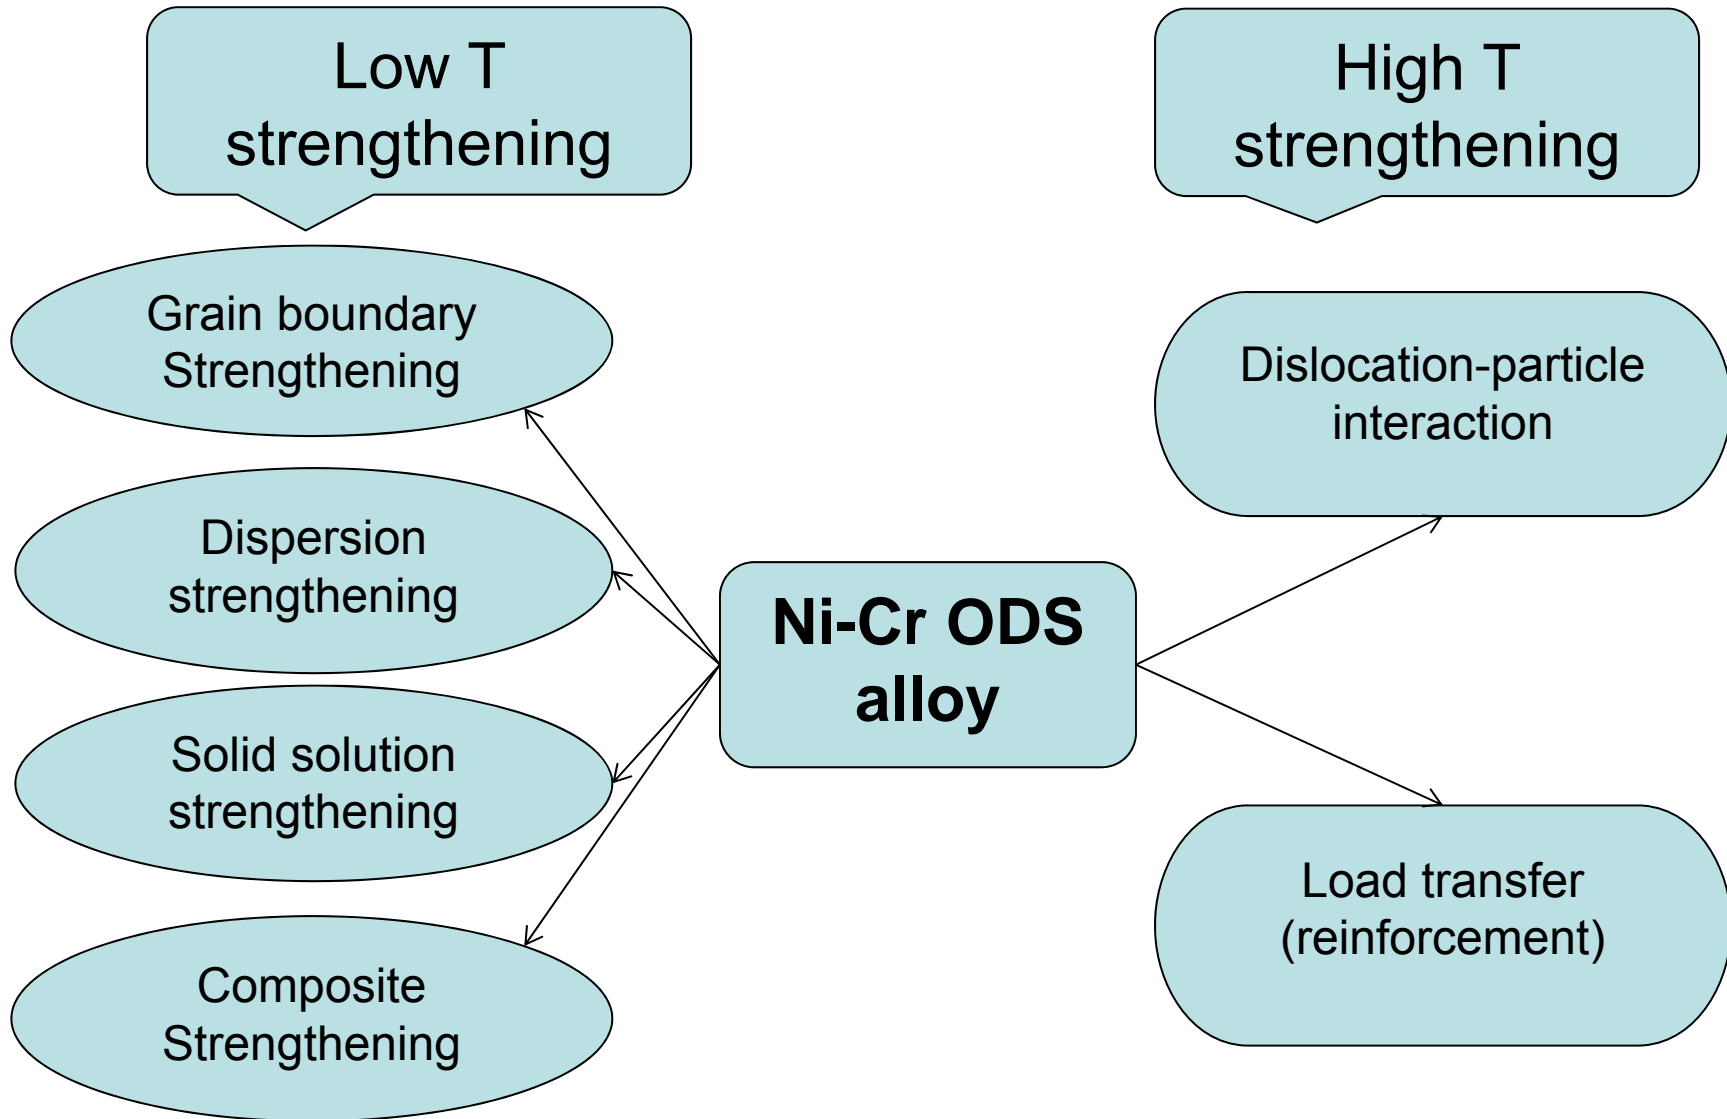 Low T
strengthening
High T
strengthening
Grain boundary
Strengthening
Dispersion
strengthening
Solid solution
strengthening
Composite
Strengthening
Ni-Cr ODS
alloy
Dislocation-particle
interaction
Load transfer
(reinforcement)